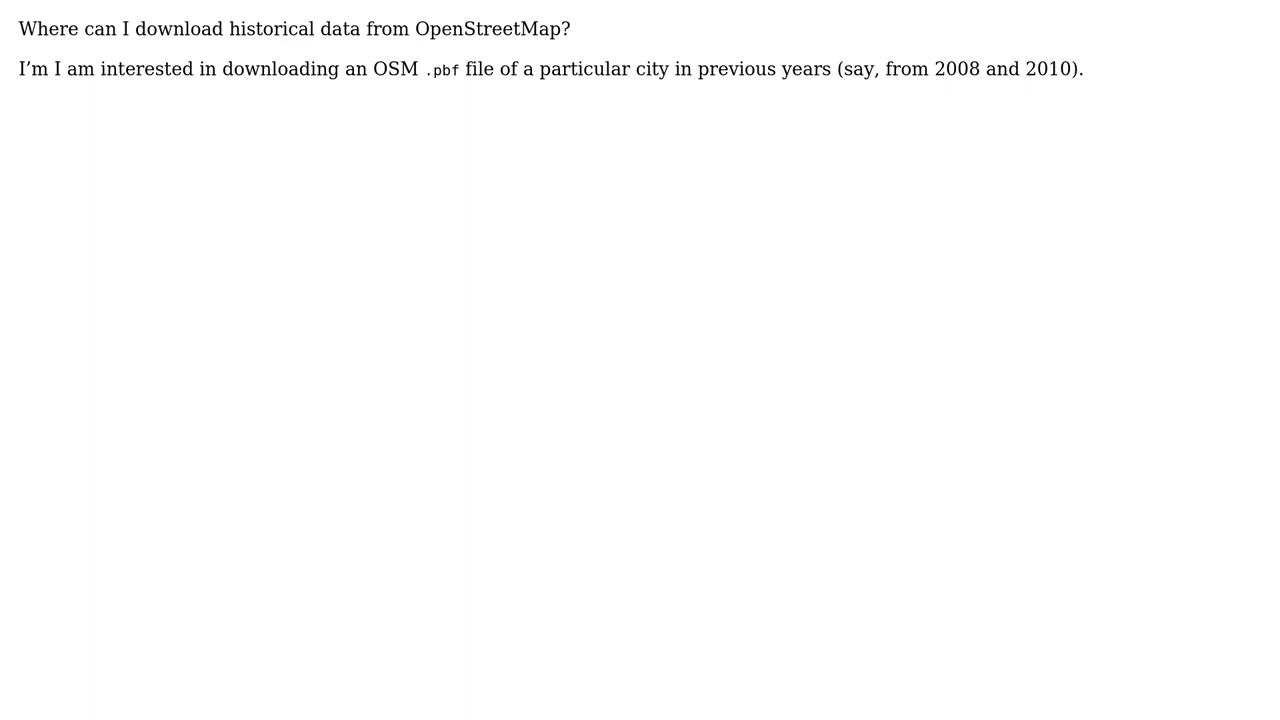 Where can I download historical data from OpenStreetMap?
I’m I am interested in downloading an OSM .pbf file of a particular city in previous years (say, from 2008 and 2010).